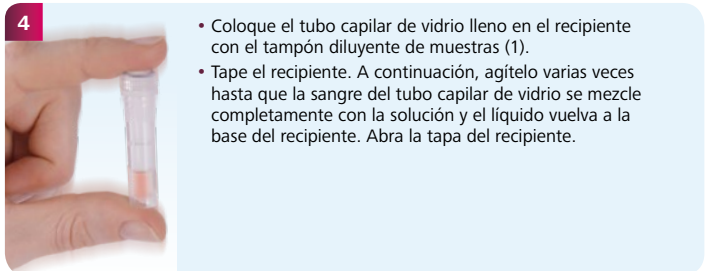 4
• Coloque el tubo capilar de vidrio lleno en el recipiente
con el tampón diluyente de muestras (1).
• Tape el recipiente. A continuación, agítelo varias veces
hasta que la sangre del tubo capilar de vidrio se mezcle
completamente con la solución y el líquido vuelva a la
base del recipiente. Abra la tapa del recipiente.